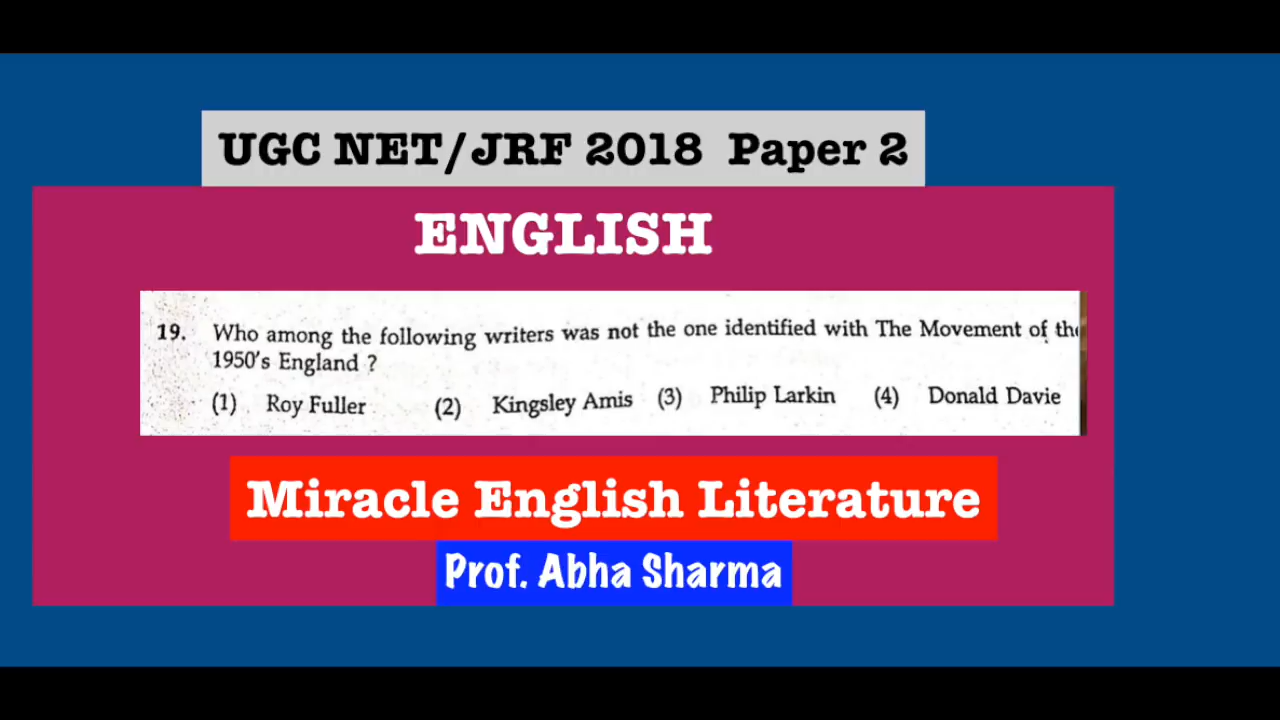 UGC NET/JRF 2018 Paper 2
ENGLISH
19. Who among the following writers was not the one identified with The Movement of the
1950's England ?
(1) Roy Fuller (2) Kingsley Amis (3) Philip Larkin (4) Donald Davie
Miracle English Literature
Prof. Abha Sharma